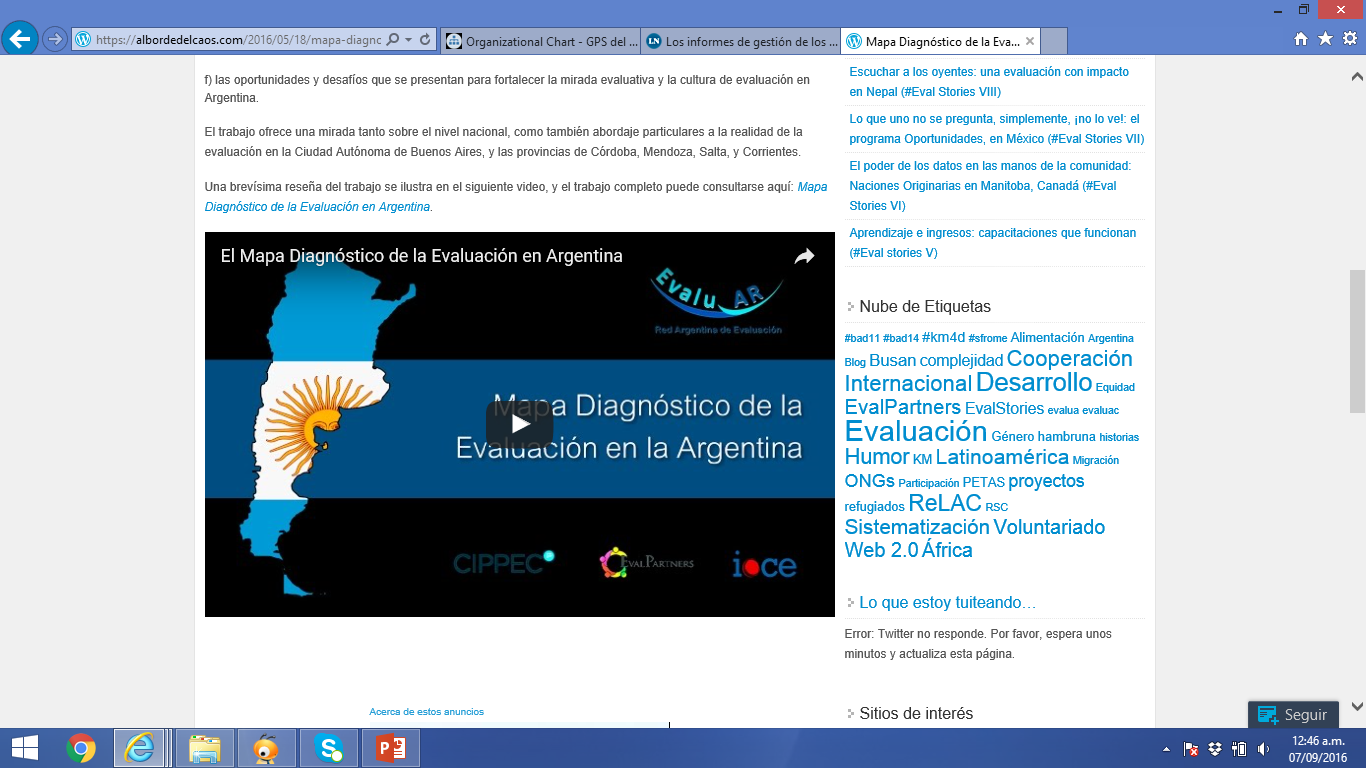 https://albordedelcaos.com/2016/05/18/mapa-diagnc
Organizational Chart - GPS del ...
LN Los informes de gestión de los ...
Mapa Diagnóstico de la Eva...
f) las oportunidades y desafíos que se presentan para fortalecer la mirada evaluativa y la cultura de evaluación en
Argentina.
El trabajo ofrece una mirada tanto sobre el nivel nacional, como también abordaje particulares a la realidad de la
evaluación en la Ciudad Autónoma de Buenos Aires, y las provincias de Córdoba, Mendoza, Salta, y Corrientes.
Una brevísima reseña del trabajo se ilustra en el siguiente video, y el trabajo completo puede consultarse aquí: Mapa
Diagnóstico de la Evaluación en Argentina.
El Mapa Diagnóstico de la Evaluación en Argentina
Evalu AR
Red Argentina de Evaluación
Mapa Diagnóstico de la
Evaluación en la Argentina
CIPPEC
EVALPARTNERS
ioce
Acerca de estos anuncios
Escuchar a los oyentes: una evaluación con impacto
en Nepal (#Eval Stories VIII)
Lo que uno no se pregunta, simplemente, ¡no lo ve!: el
programa Oportunidades, en México (#Eval Stories VII)
El poder de los datos en las manos de la comunidad:
Naciones Originarias en Manitoba, Canadá (#Eval
Stories VI)
Aprendizaje e ingresos: capacitaciones que funcionan
(#Eval stories V)
Nube de Etiquetas
#bad11 #bad14 #km4d #sfrome Alimentación Argentina
Blog Busan complejidad Cooperación
Internacional Desarrollo Equidad
EvalPartners EvalStories evalua evaluac
Evaluación Género hambruna historias
Humor KM Latinoamérica Migración
ONGs Participación PETAS proyectos
refugiados ReLAC RSC
Sistematización Voluntariado
Web 2.0 África
Lo que estoy tuiteando…
Error: Twitter no responde. Por favor, espera unos
minutos y actualiza esta página.
Sitios de interés
Seguir
12:46 a.m.
07/09/2016